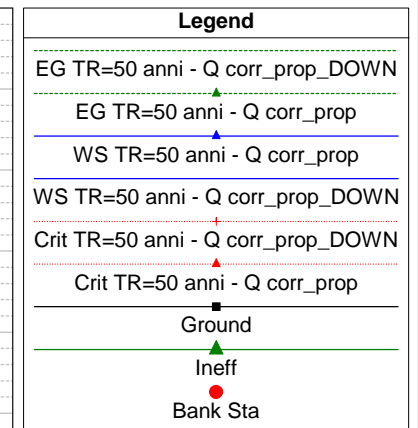 Legend
EG TR=50 anni - Q corr_prop_DOWN
EG TR=50 anni - Q corr_prop
WS TR=50 anni - Q corr_prop
WS TR=50 anni - Q corr_prop_DOWN
Crit TR=50 anni - Q corr_prop_DOWN
Crit TR=50 anni - Q corr_prop
Ground
Ineff
Bank Sta